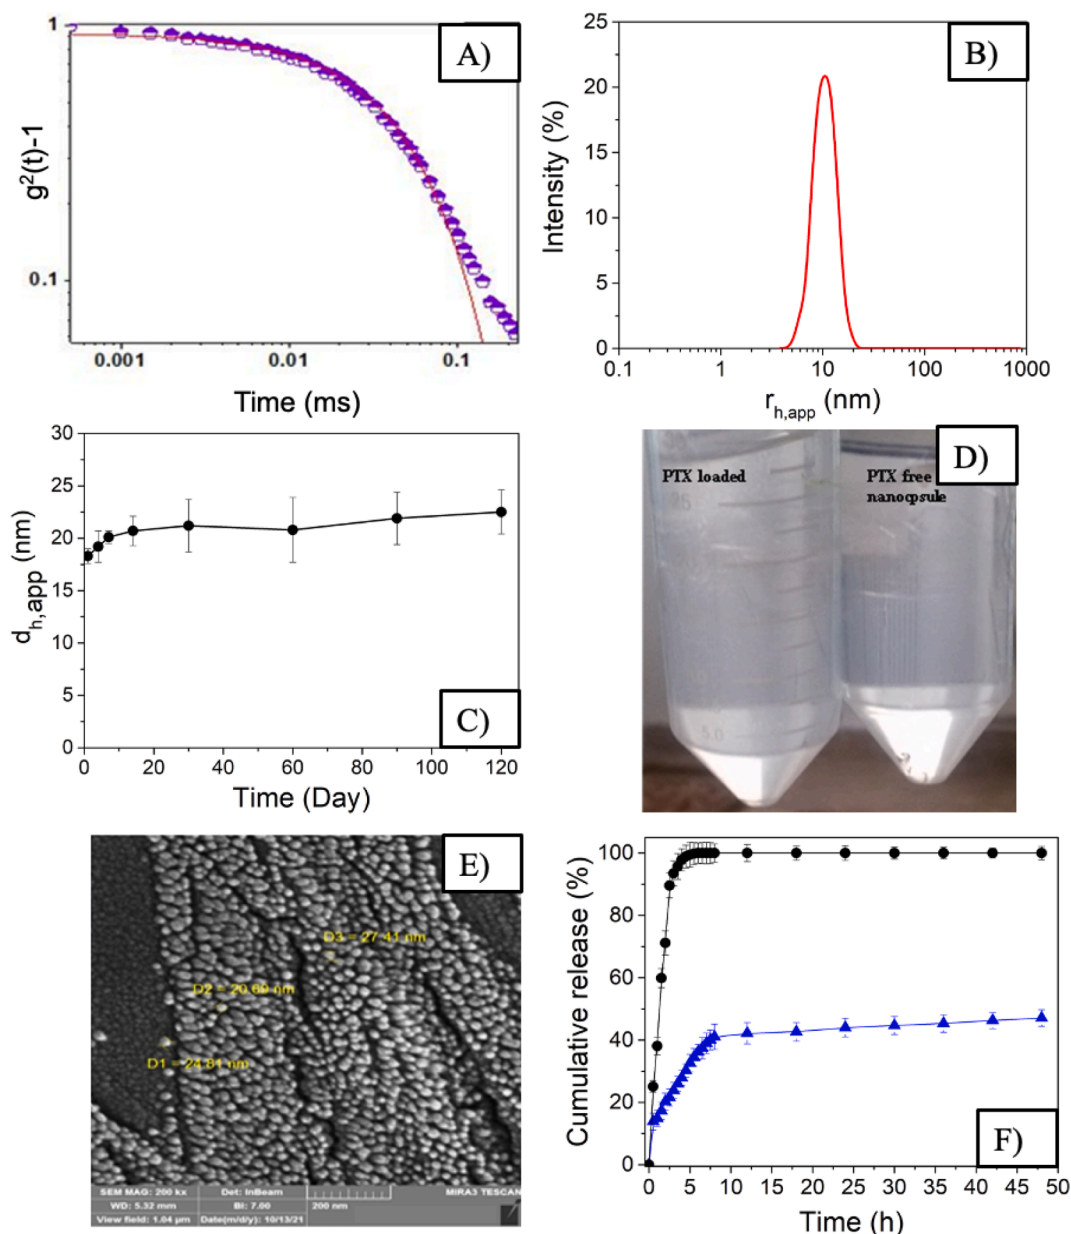 A)
1
0.1
g²(t)-1
0.001 0.01 0.1
Time (ms)
B)
25
20
15
10
5
0
Intensity (%)
0.1 1 10 100 1000
r_h,app (nm)
C)
30
25
20
15
10
5
0
d_h,app (nm)
0 20 40 60 80 100 120
Time (Day)
D)
PTX loaded
PTX free
nanocpsule
25
5.0
E)
D3 = 27.41 nm
D2 = 20.69 nm
D1 = 24.81 nm
SEM MAG: 200 kx Det: InBeam MIRA3 TESCAN
WD: 5.32 mm BI: 7.00 200 nm
View field: 1.04 µm Date(m/d/y): 10/13/21
F)
100
80
60
40
20
0
Cumulative release (%)
0 5 10 15 20 25 30 35 40 45 50
Time (h)